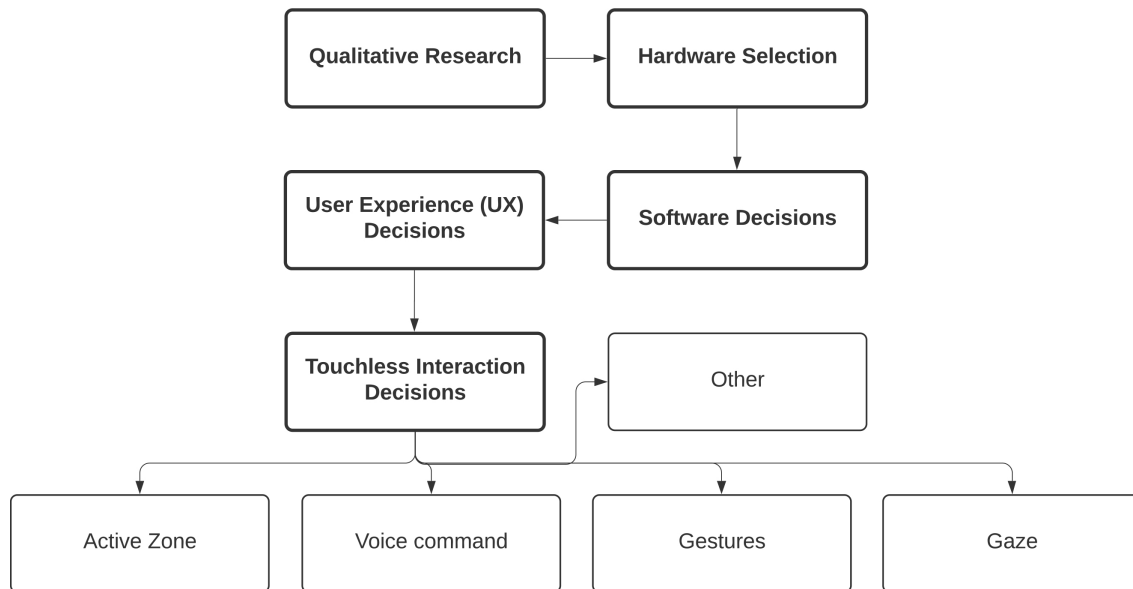 Qualitative Research
Hardware Selection
User Experience (UX)
Decisions
Software Decisions
Touchless Interaction
Decisions
Other
Active Zone
Voice command
Gestures
Gaze